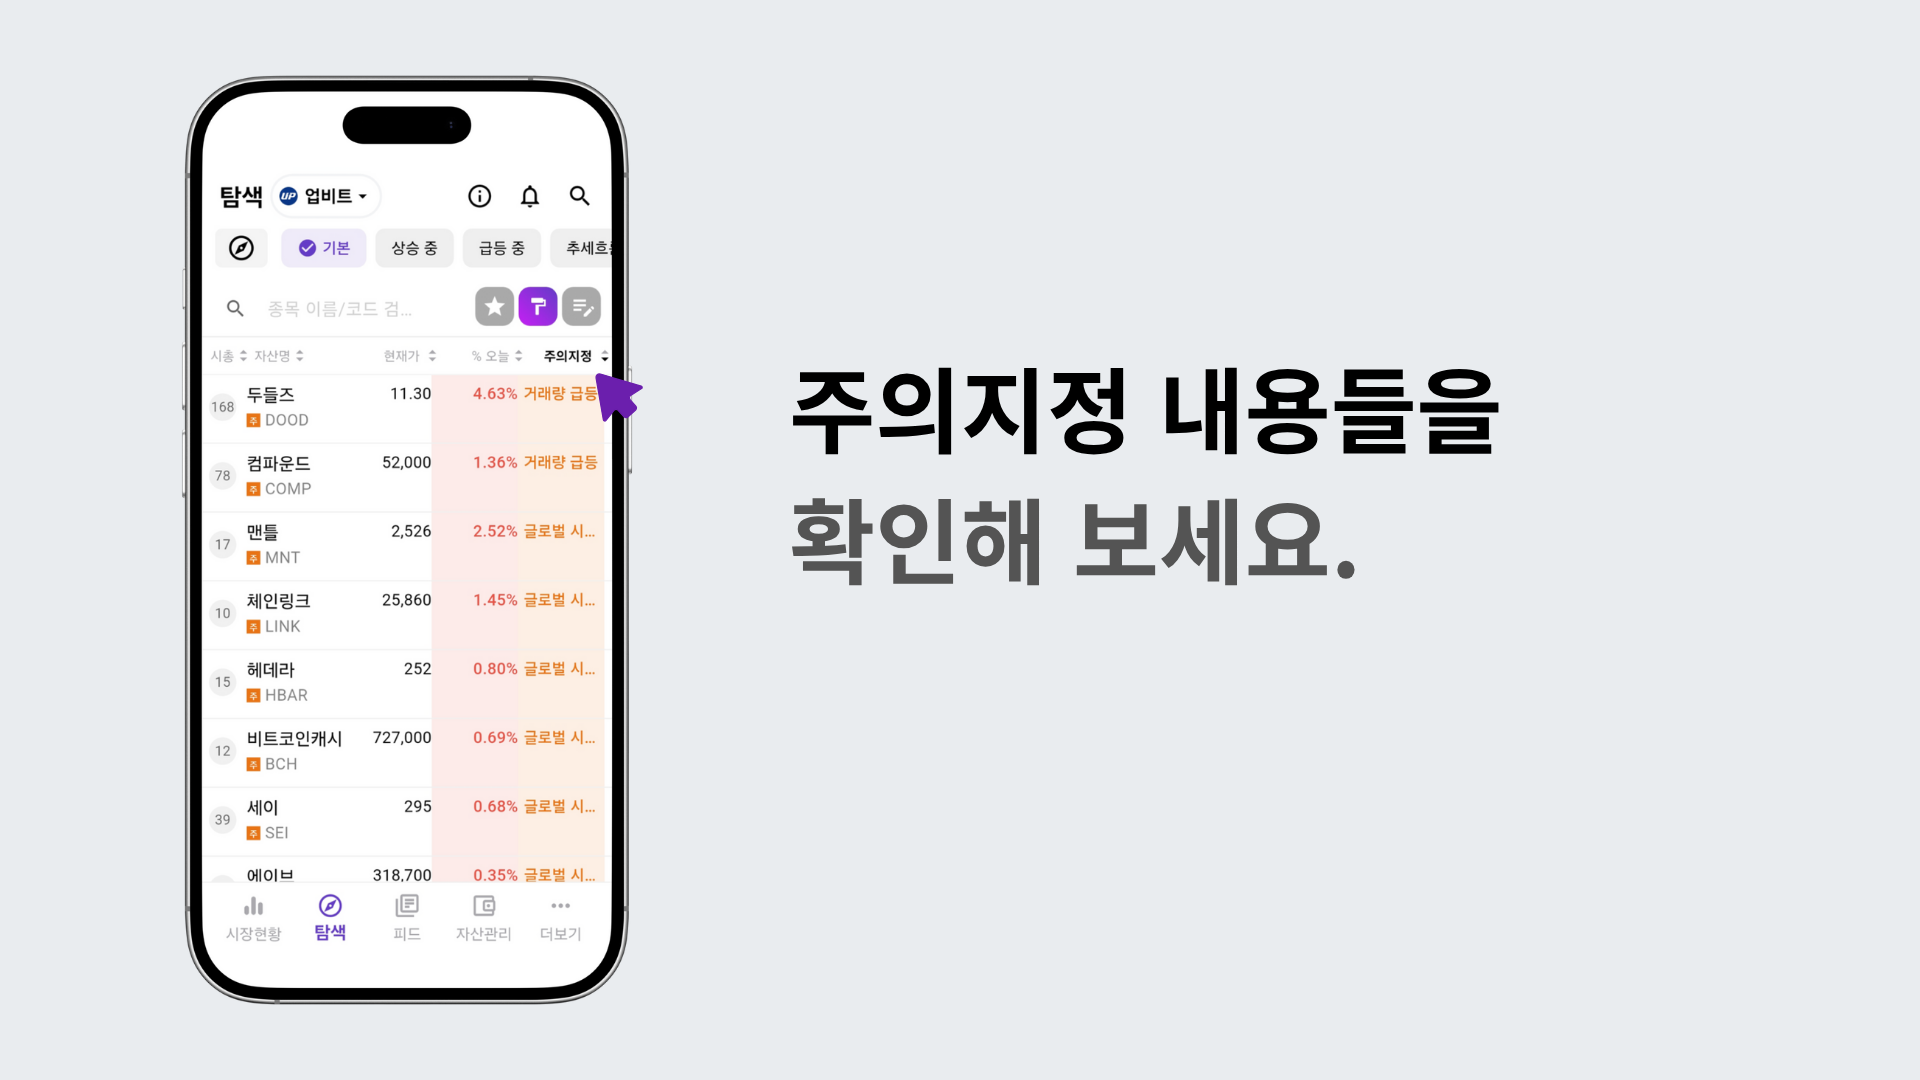 탐색 UP 업비트
기본 상승 중 급등 중 추세흐
종목 이름/코드 검...
시총 자산명 현재가 % 오늘 주의지정
168 두들즈 11.30 4.63% 거래량 급등
주 DOOD
78 컴파운드 52,000 1.36% 거래량 급등
주 COMP
17 맨틀 2,526 2.52% 글로벌 시...
주 MNT
10 체인링크 25,860 1.45% 글로벌 시...
주 LINK
15 헤데라 252 0.80% 글로벌 시...
주 HBAR
12 비트코인캐시 727,000 0.69% 글로벌 시...
주 BCH
39 세이 295 0.68% 글로벌 시...
주 SEI
에이브 318,700 0.35% 글로벌 시...
시장현황 탐색 피드 자산관리 더보기
주의지정 내용들을
확인해 보세요.